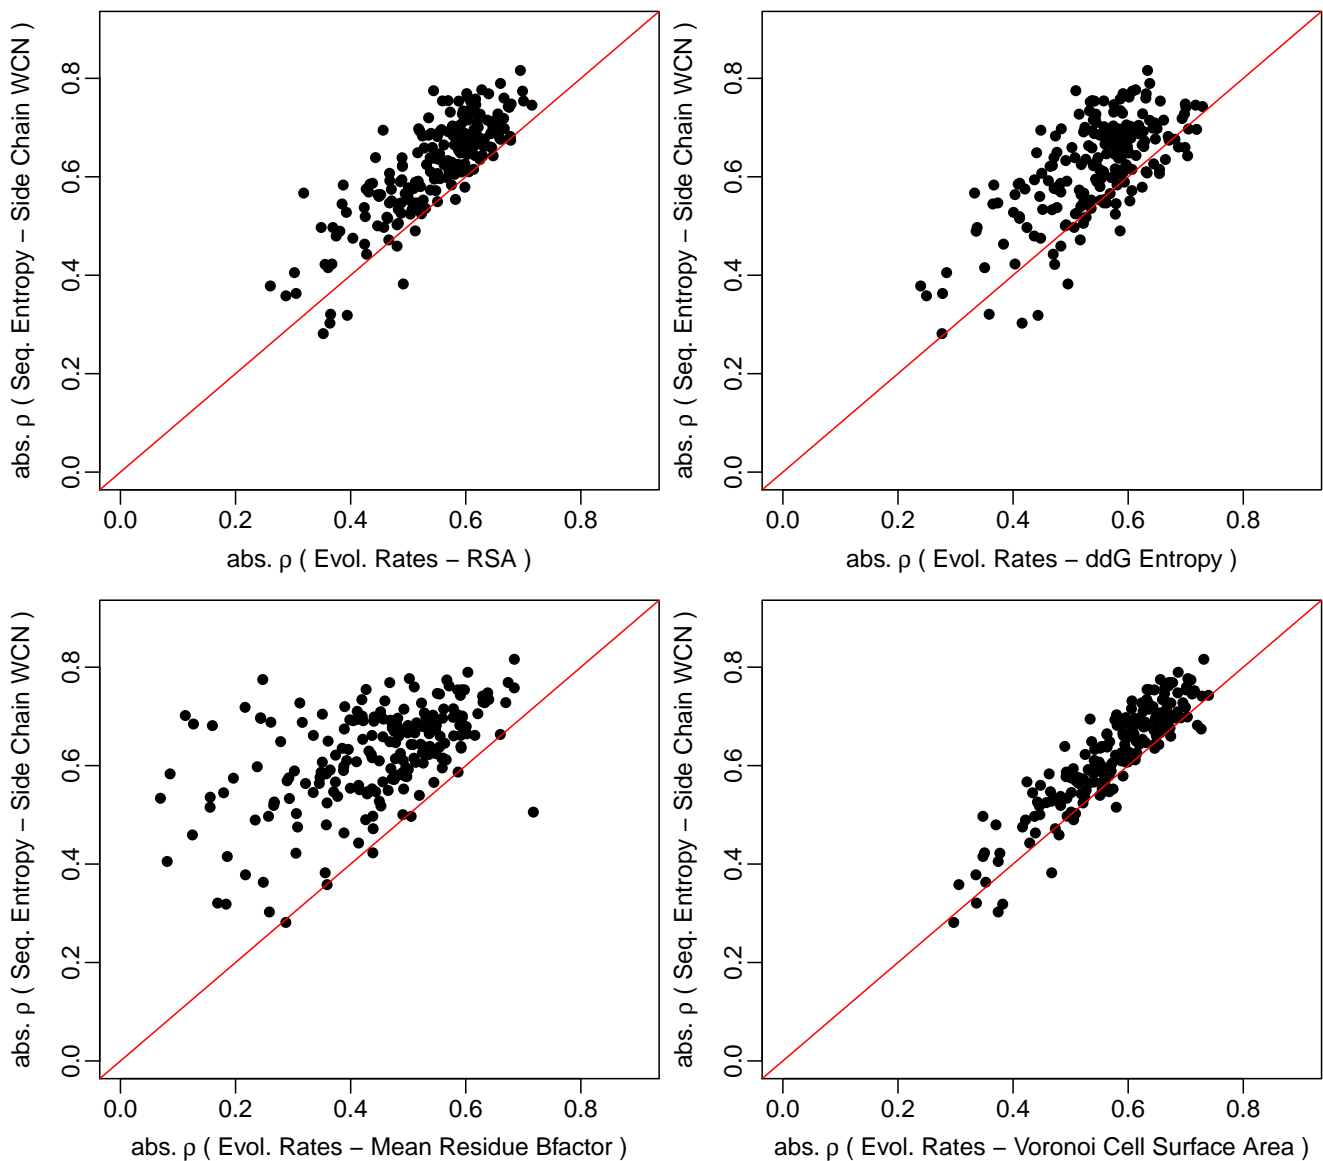 abs. ρ ( Seq. Entropy − Side Chain WCN )
0.8
0.6
0.4
0.2
0.0
0.0 0.2 0.4 0.6 0.8
abs. ρ ( Evol. Rates − RSA )
abs. ρ ( Seq. Entropy − Side Chain WCN )
0.8
0.6
0.4
0.2
0.0
0.0 0.2 0.4 0.6 0.8
abs. ρ ( Evol. Rates − ddG Entropy )
abs. ρ ( Seq. Entropy − Side Chain WCN )
0.8
0.6
0.4
0.2
0.0
0.0 0.2 0.4 0.6 0.8
abs. ρ ( Evol. Rates − Mean Residue Bfactor )
abs. ρ ( Seq. Entropy − Side Chain WCN )
0.8
0.6
0.4
0.2
0.0
0.0 0.2 0.4 0.6 0.8
abs. ρ ( Evol. Rates − Voronoi Cell Surface Area )